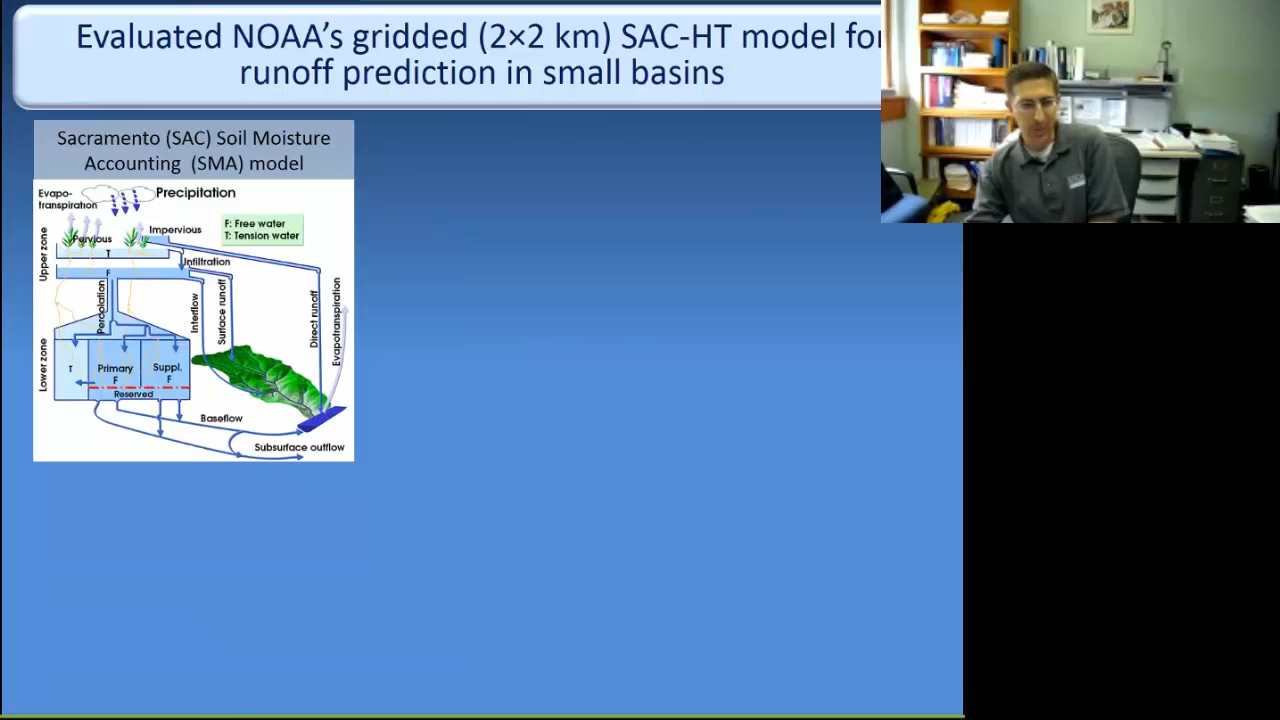 Evaluated NOAA's gridded (2×2 km) SAC-HT model for
runoff prediction in small basins
Sacramento (SAC) Soil Moisture
Accounting (SMA) model
Evapo-
transpiration
Precipitation
F: Free water
T: Tension water
Impervious
Pervious
Upper zone
T
Infiltration
F
Percolation
Interflow
Surface runoff
Direct runoff
Evapotranspiration
Lower zone
T
Primary
F
Suppl.
F
Reserved
Baseflow
Subsurface outflow